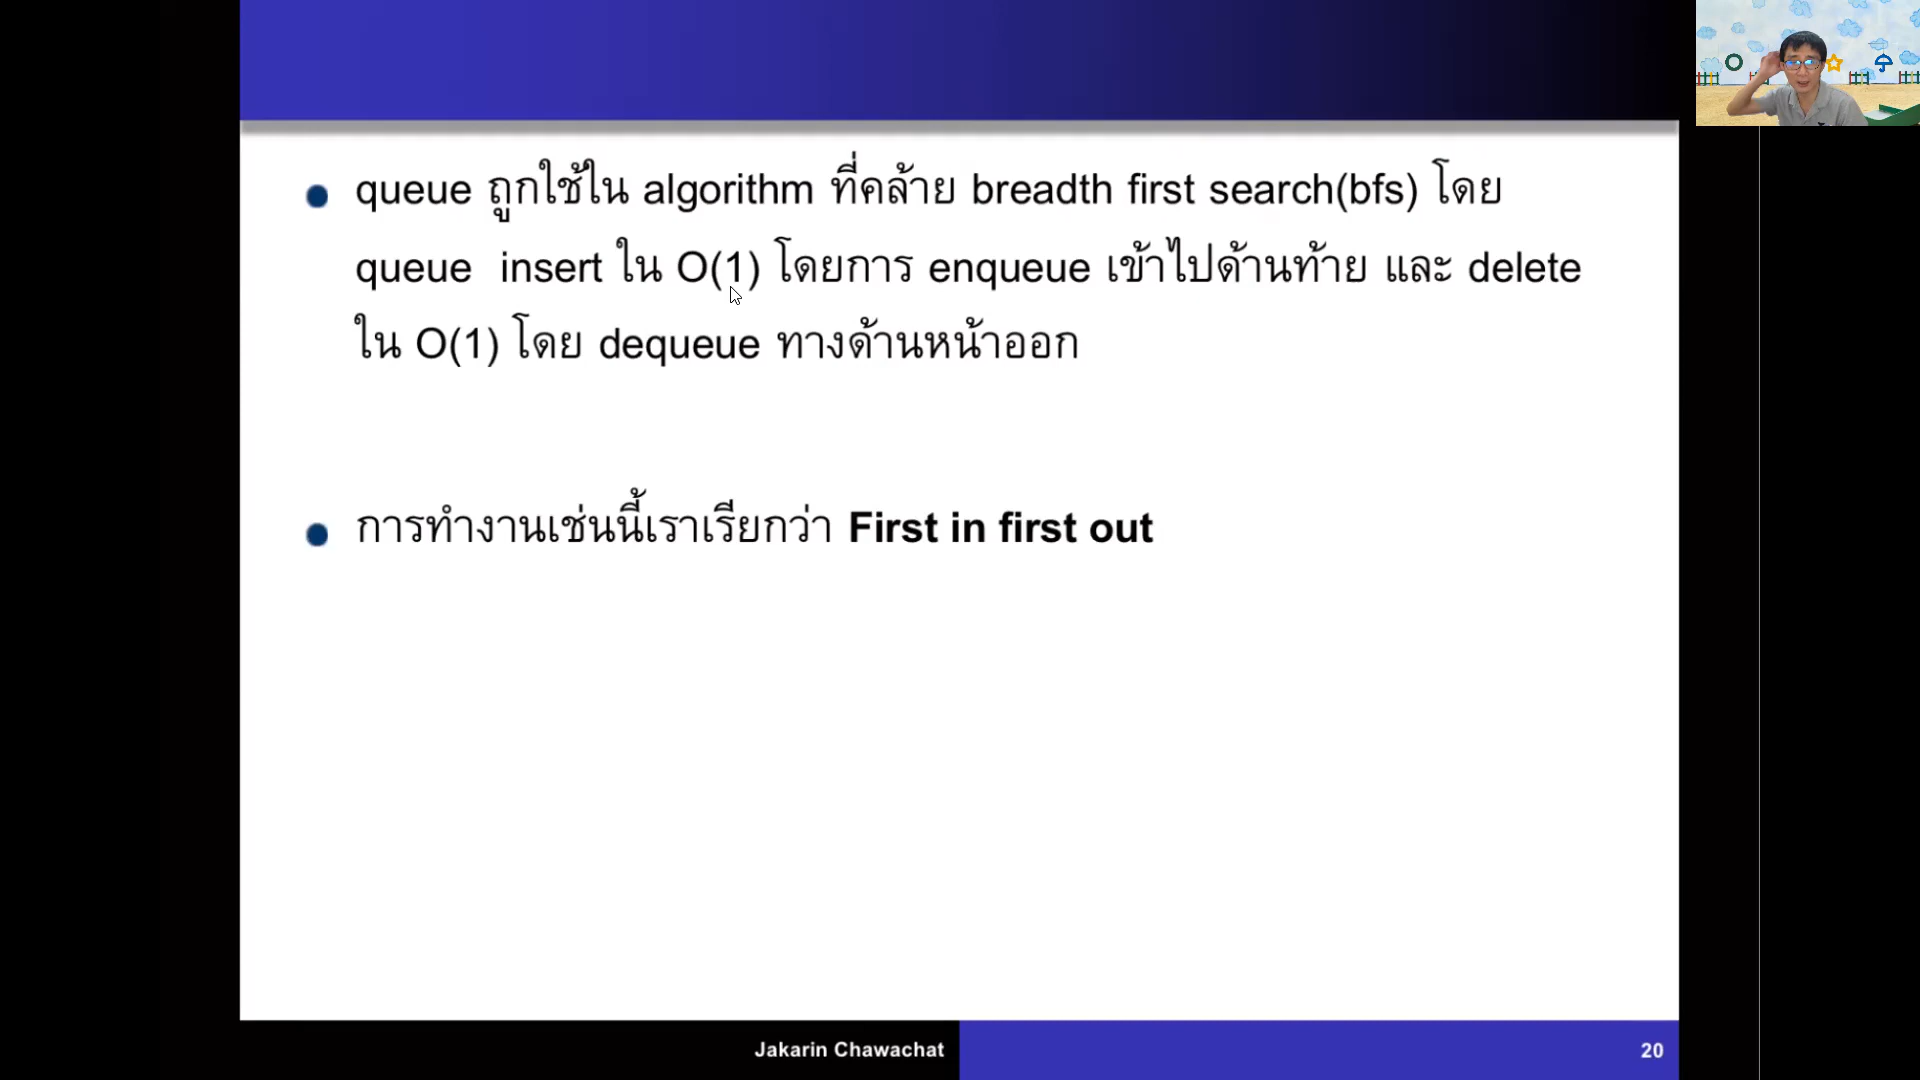 queue ถูกใช้ใน algorithm ที่คล้าย breadth first search(bfs) โดย
queue insert ใน O(1) โดยการ enqueue เข้าไปด้านท้าย และ delete
ใน O(1) โดย dequeue ทางด้านหน้าออก
การทำงานเช่นนี้เราเรียกว่า First in first out
Jakarin Chawachat
20